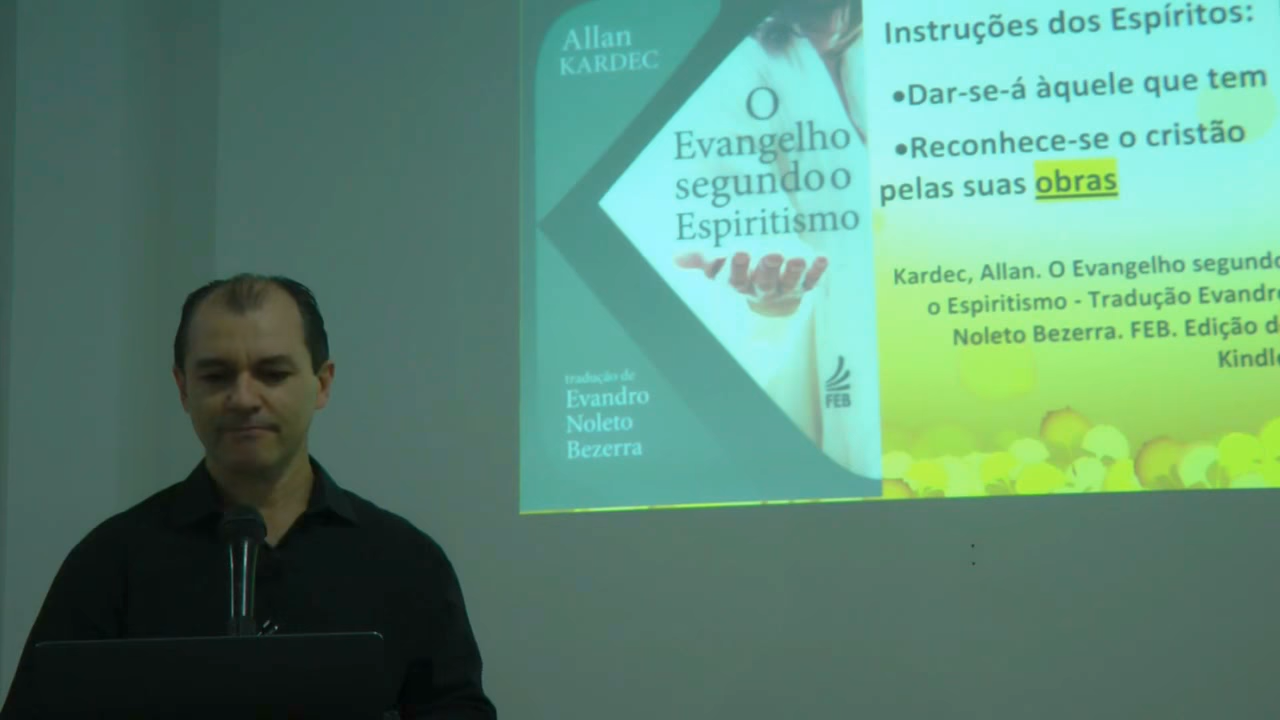 Allan
KARDEC
O
Evangelho
segundo o
Espiritismo
tradução de
Evandro
Noleto
Bezerra
FEB
Instruções dos Espíritos:
•Dar-se-á àquele que tem
•Reconhece-se o cristão
pelas suas obras
Kardec, Allan. O Evangelho segundo
o Espiritismo - Tradução Evandro
Noleto Bezerra. FEB. Edição
Kindle